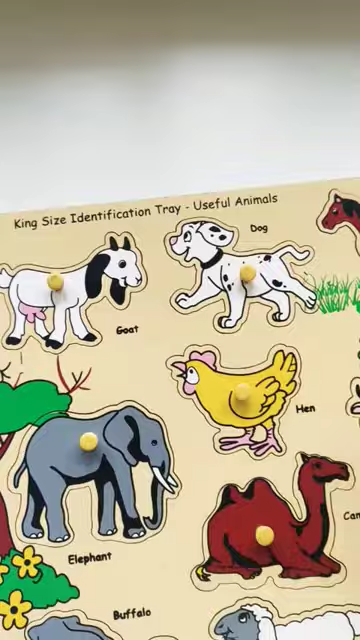 King Size Identification Tray - Useful Animals
Dog
Goat
Hen
Elephant
Buffalo